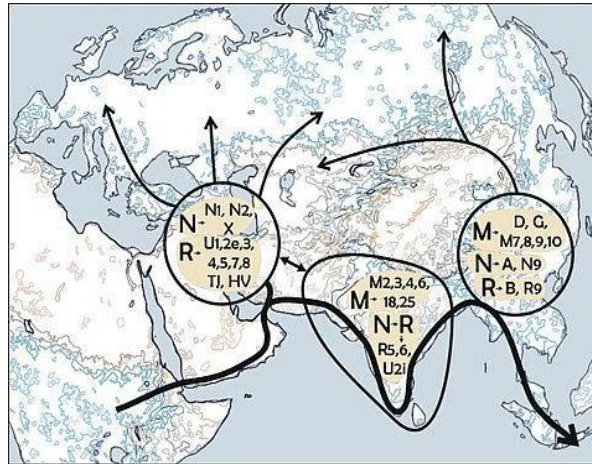 N→ N1, N2,
X
R→ U1,2e,3,
4,5,7,8
TJ, HV
M→ M2,3,4,6,
18,25
N→R
↓
R5,6,
U2i
M→ D, G,
M7,8,9,10
N→A, N9
R→B, R9